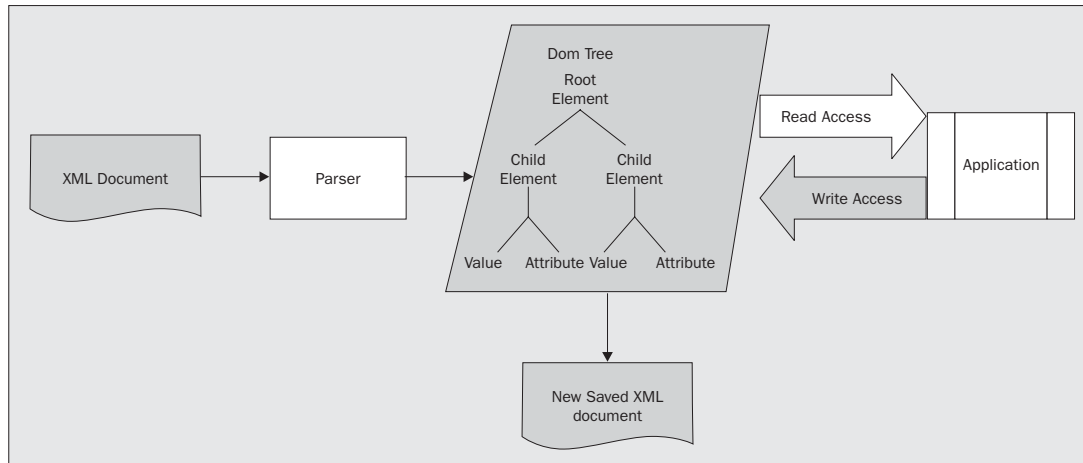 XML Document
Parser
Dom Tree
Root
Element
Child
Element
Child
Element
Value
Attribute
Value
Attribute
Read Access
Write Access
Application
New Saved XML
document